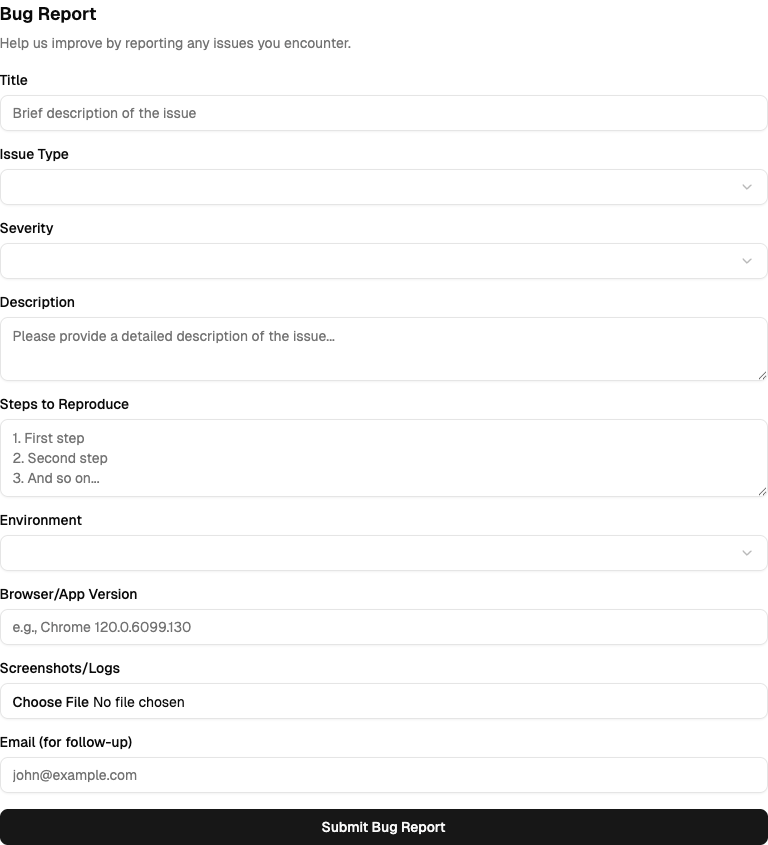 Bug Report
Help us improve by reporting any issues you encounter.
Title
Brief description of the issue
Issue Type
Severity
Description
Please provide a detailed description of the issue...
Steps to Reproduce
1. First step
2. Second step
3. And so on...
Environment
Browser/App Version
e.g., Chrome 120.0.6099.130
Screenshots/Logs
Choose File No file chosen
Email (for follow-up)
john@example.com
Submit Bug Report